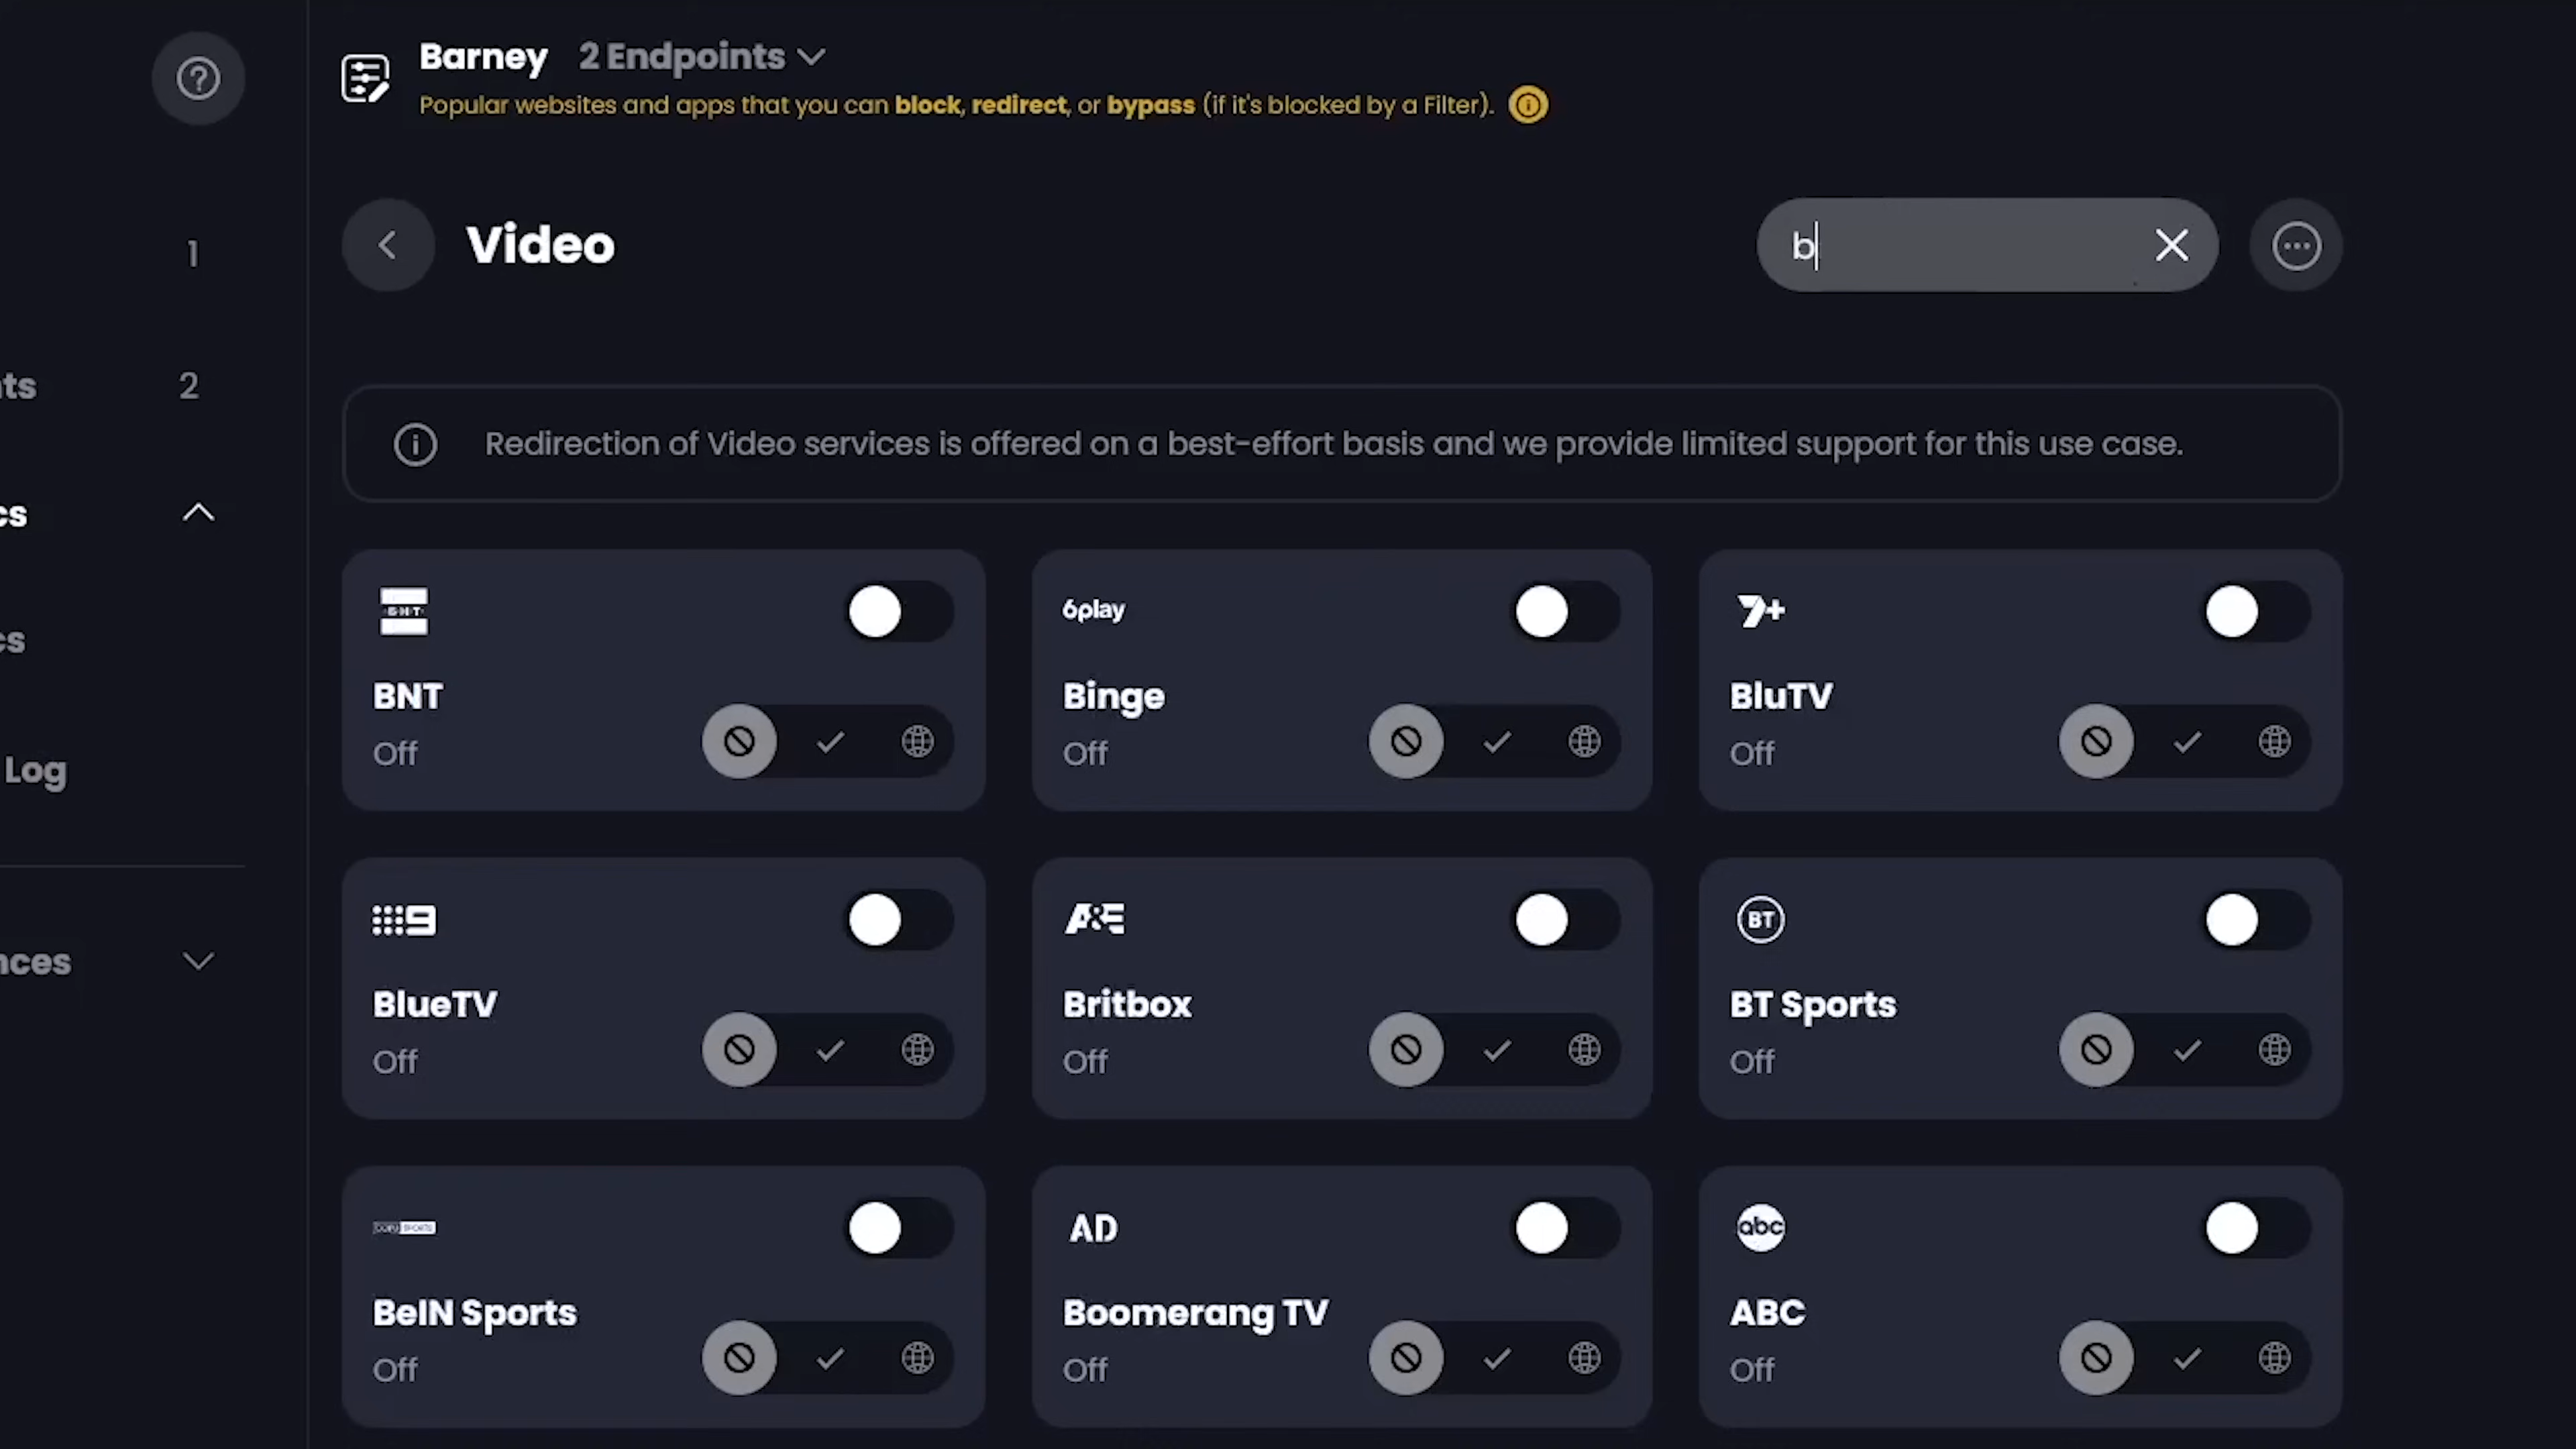 Barney 2 Endpoints
Popular websites and apps that you can block, redirect, or bypass (if it's blocked by a Filter).
1
Video
b
nts 2
cs
Redirection of Video services is offered on a best-effort basis and we provide limited support for this use case.
cs
Log
nces
BNT
BNT
Off
6play
Binge
Off
7+
BluTV
Off
9
BlueTV
Off
A&E
Britbox
Off
BT
BT Sports
Off
SPORTS
BeIN Sports
Off
AD
Boomerang TV
Off
abc
ABC
Off